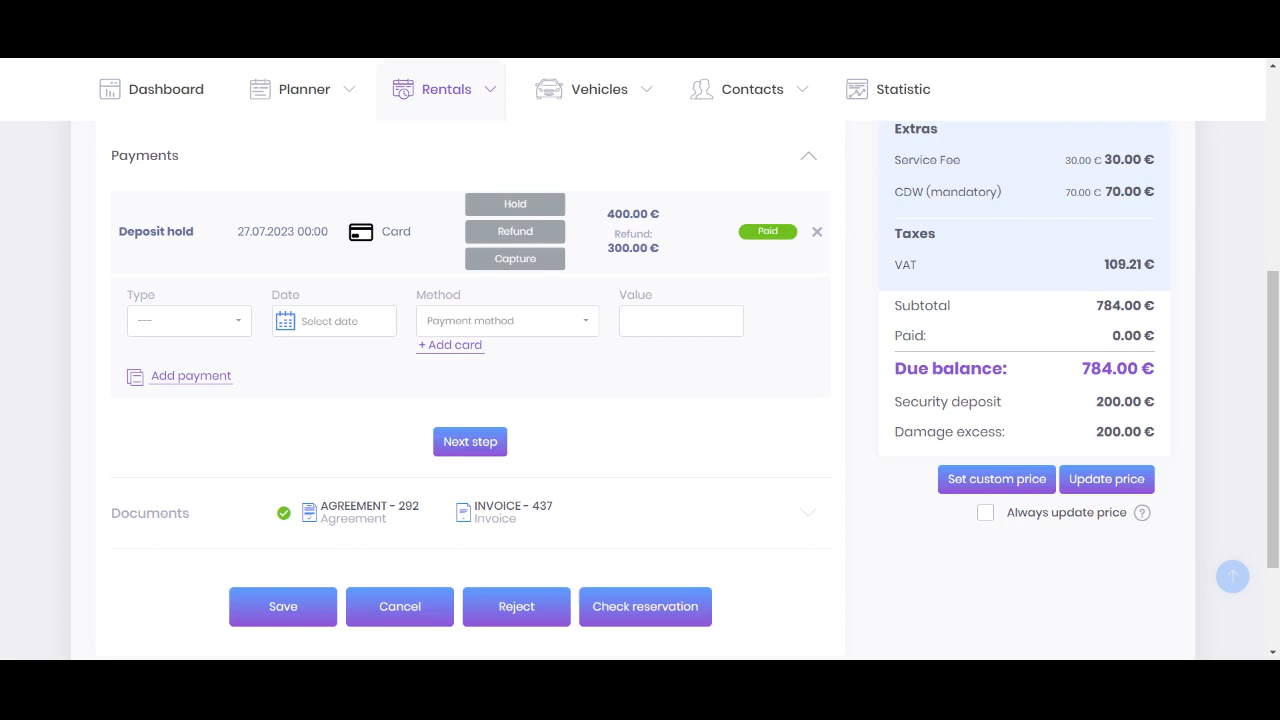 Dashboard
Planner
Rentals
Vehicles
Contacts
Statistic
Payments
Deposit hold
27.07.2023 00:00
Card
Hold
Refund
Capture
400.00 €
Refund:
300.00 €
Paid
Type
Date
Method
Value
---
Select date
Payment method
+ Add card
Add payment
Next step
Documents
AGREEMENT - 292
Agreement
INVOICE - 437
Invoice
Save
Cancel
Reject
Check reservation
Extras
Service Fee 30.00 € 30.00 €
CDW (mandatory) 70.00 € 70.00 €
Taxes
VAT 109.21 €
Subtotal 784.00 €
Paid: 0.00 €
Due balance: 784.00 €
Security deposit 200.00 €
Damage excess: 200.00 €
Set custom price
Update price
Always update price ?